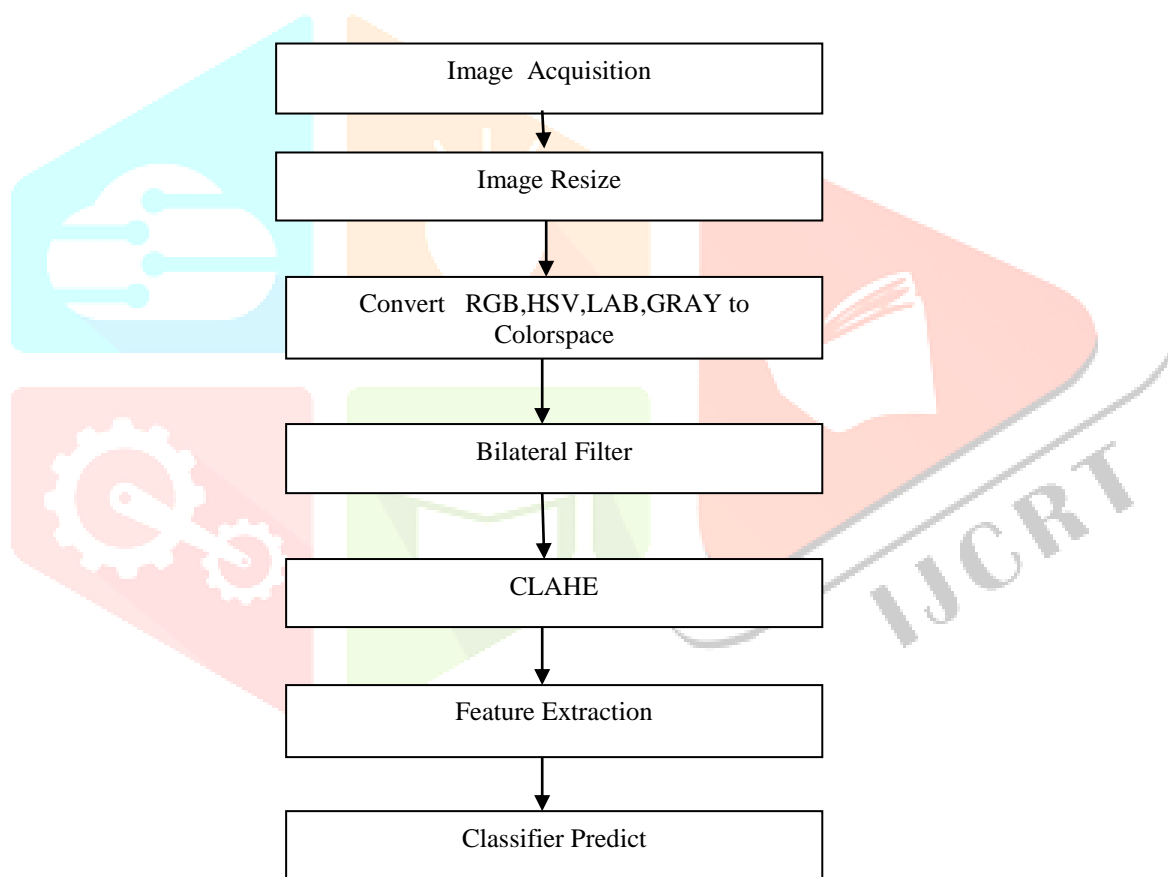 Image Acquisition
Image Resize
Convert RGB,HSV,LAB,GRAY to
Colorspace
Bilateral Filter
CLAHE
IJCRT
Feature Extraction
Classifier Predict